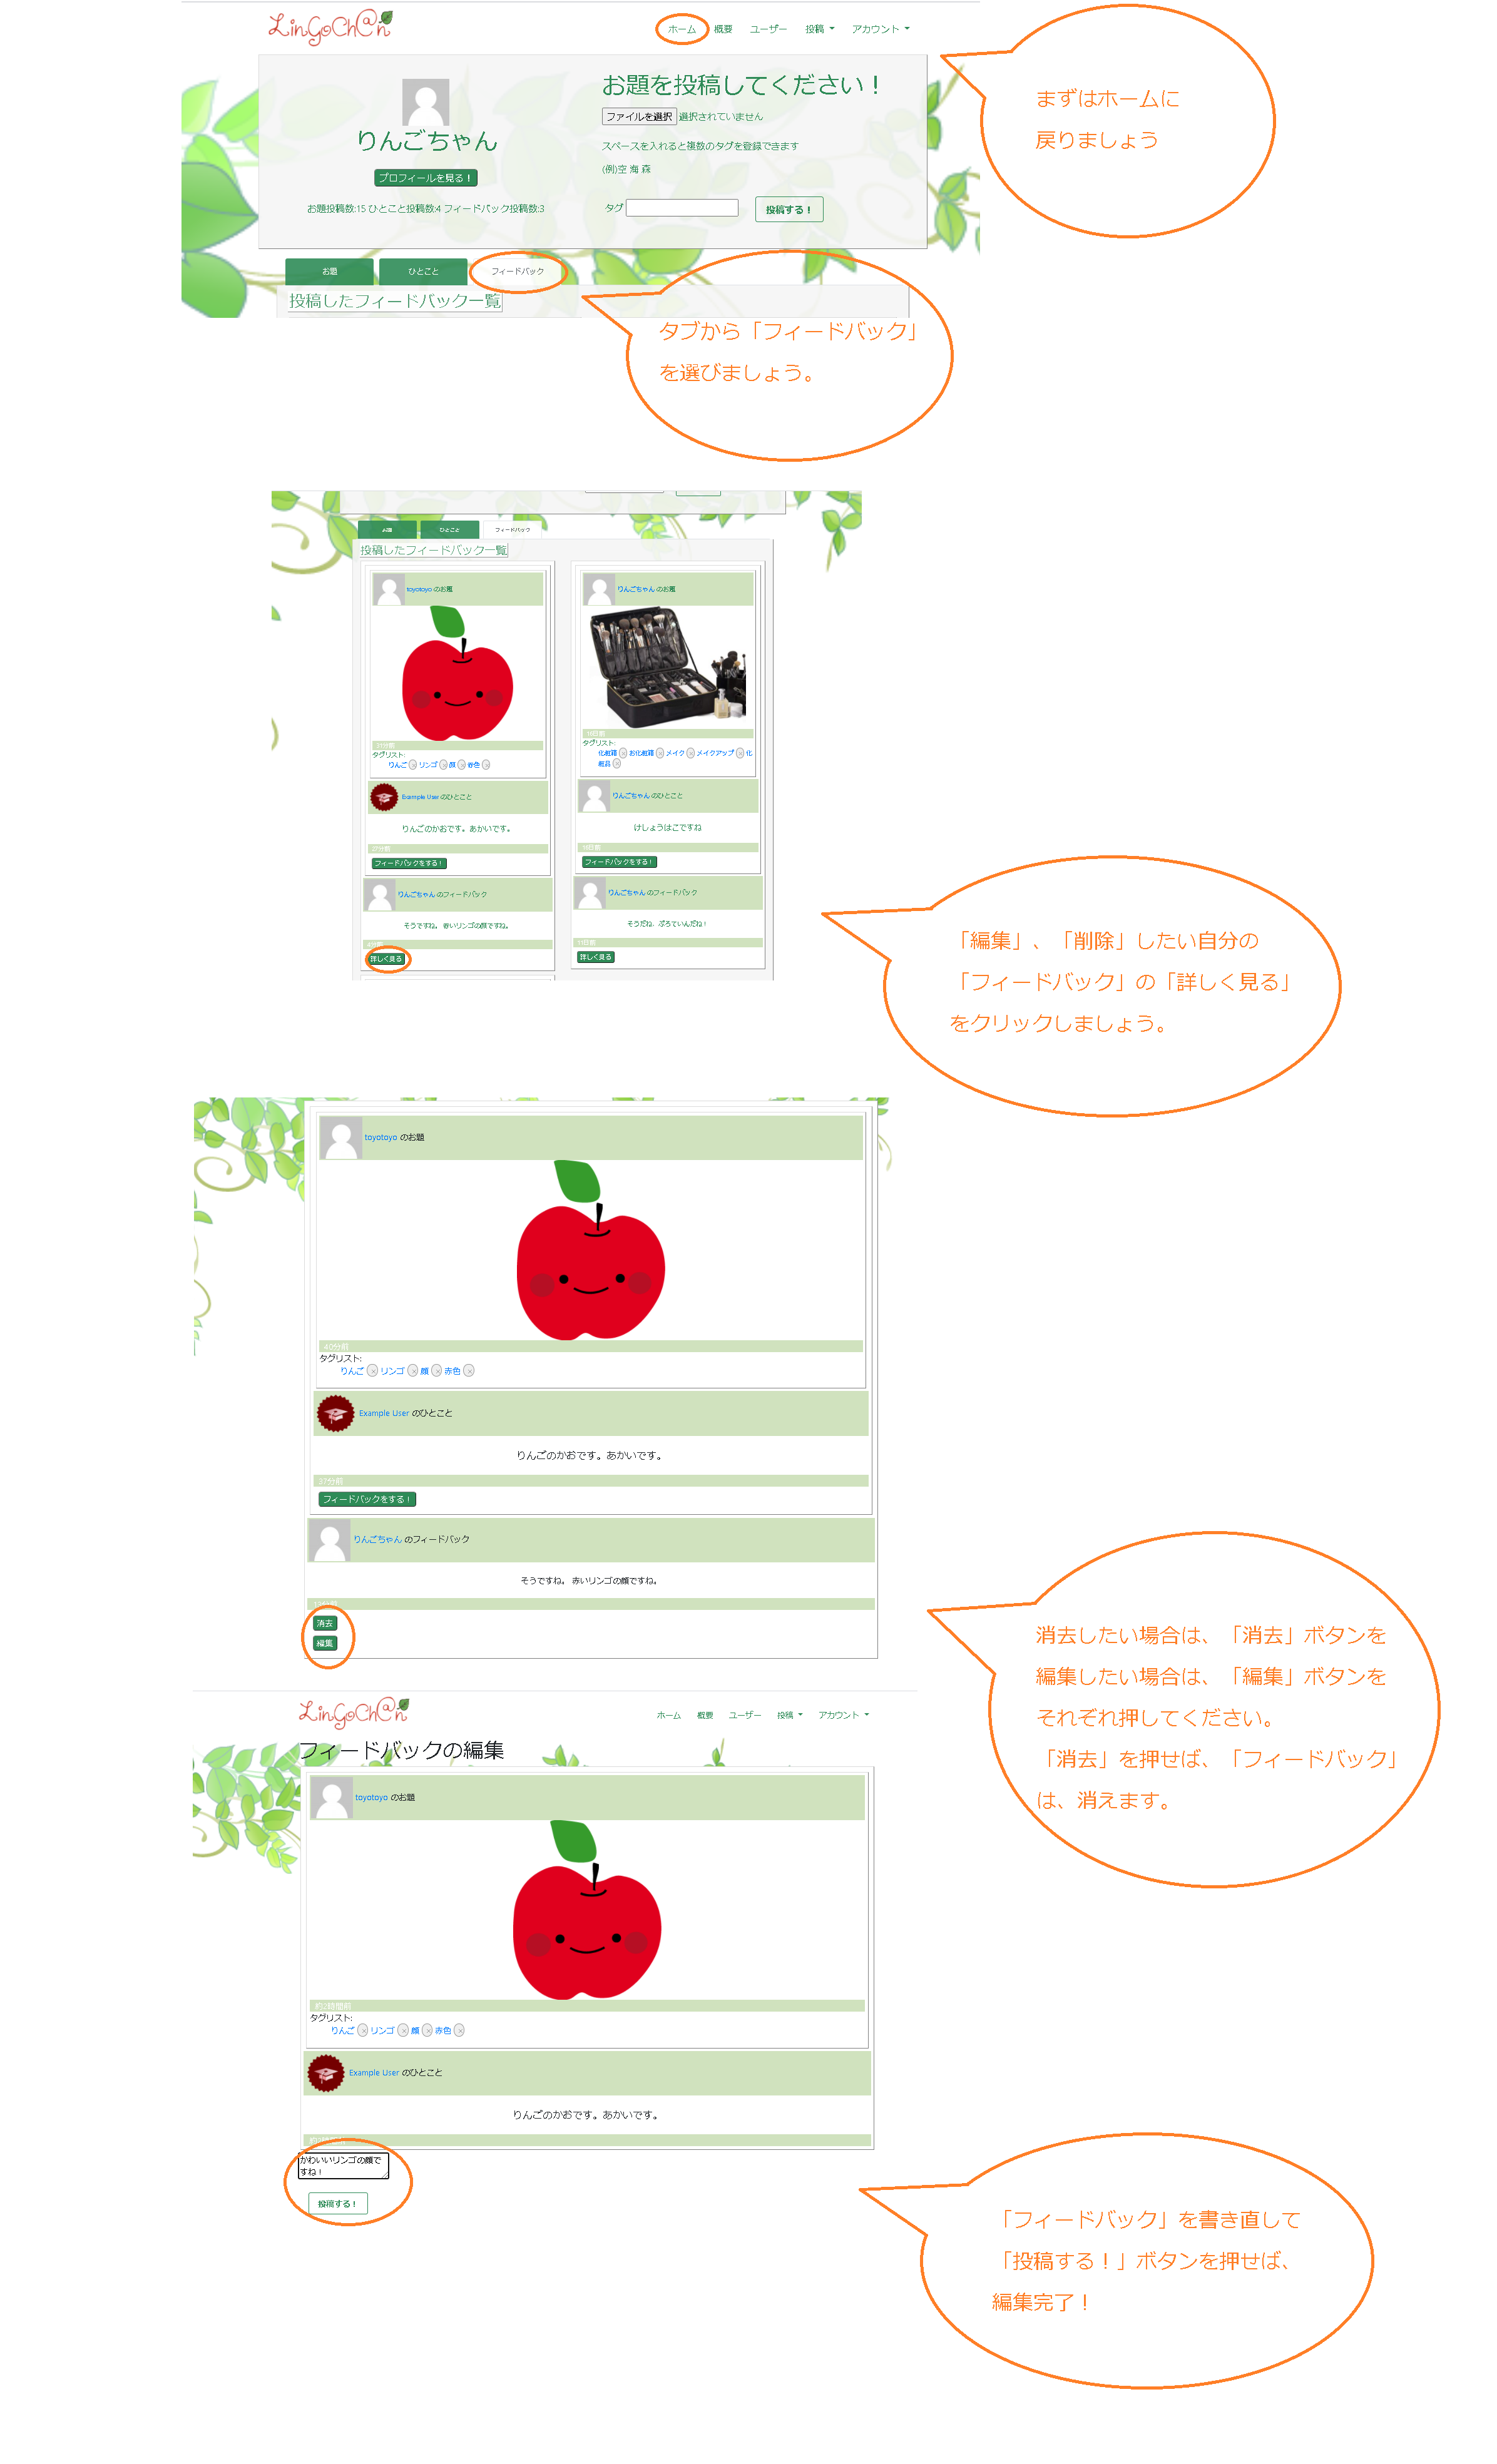 LinGoCh@n
ホーム 概要 ユーザー 投稿 アカウント
まずはホームに
戻りましょう
りんごちゃん
プロフィールを見る！
お題投稿数:15 ひとこと投稿数:4 フィードバック投稿数:3
お題を投稿してください！
ファイルを選択 選択されていません
スペースを入れると複数のタグを登録できます
(例)空 海 森
タグ
投稿する！
お題 ひとこと フィードバック
投稿したフィードバック一覧
タブから「フィードバック」
を選びましょう。
お題 ひとこと フィードバック
投稿したフィードバック一覧
toyotoyo のお題
タグリスト:
りんご × リンゴ × 顔 × 赤色 ×
Example User のひとこと
りんごのかおです。あかいです。
37分前
フィードバックをする！
りんごちゃん のフィードバック
そうですね。 赤いリンゴの顔ですね。
詳しく見る
りんごちゃん のお題
タグリスト:
化粧箱 × お化粧箱 × メイク × メイクアップ × 化
粧品 ×
りんごちゃん のひとこと
けしょうはこですね
フィードバックをする！
りんごちゃん のフィードバック
そうだね、ぷろていんだね！
11日前
詳しく見る
「編集」、「削除」したい自分の
「フィードバック」の「詳しく見る」
をクリックしましょう。
toyotoyo のお題
40分前
タグリスト:
りんご × リンゴ × 顔 × 赤色 ×
Example User のひとこと
りんごのかおです。あかいです。
37分前
フィードバックをする！
りんごちゃん のフィードバック
そうですね。 赤いリンゴの顔ですね。
消去
編集
消去したい場合は、「消去」ボタンを
編集したい場合は、「編集」ボタンを
それぞれ押してください。
「消去」を押せば、「フィードバック」
は、消えます。
LinGoCh@n
ホーム 概要 ユーザー 投稿 アカウント
フィードバックの編集
toyotoyo のお題
約2時間前
タグリスト:
りんご × リンゴ × 顔 × 赤色 ×
Example User のひとこと
りんごのかおです。あかいです。
かわいいリンゴの顔で
すね！
投稿する！
「フィードバック」を書き直して
「投稿する！」ボタンを押せば、
編集完了！